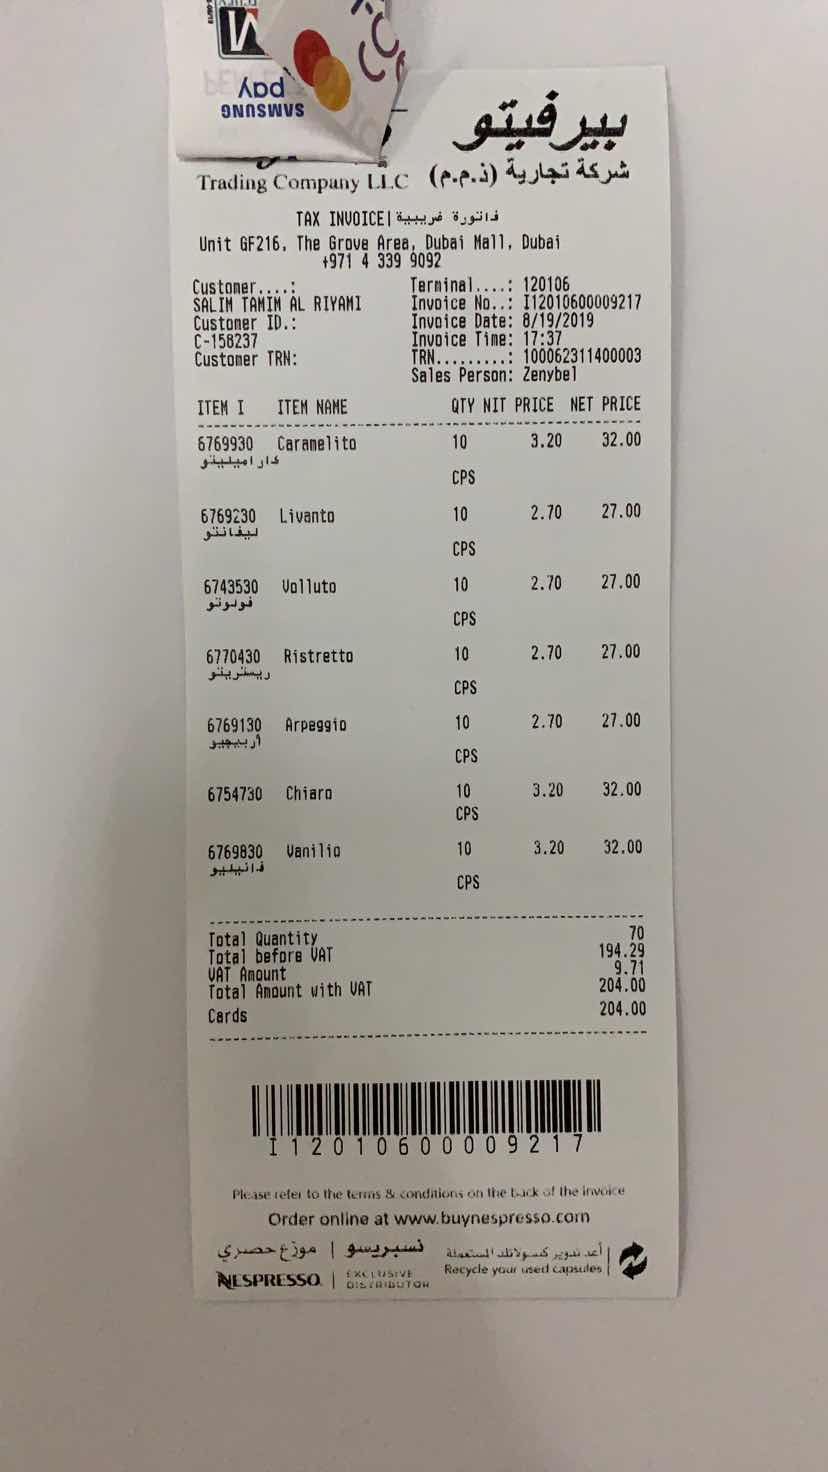 SAMSUNG
pay
بيرفيتو
شركة تجارية (ذ.م.م)
Trading Company LLC
TAX INVOICE|فاتورة ضريبية
Unit GF216, The Grove Area, Dubai Mall, Dubai
+971 4 339 9092
Customer....:
SALIM TAMIM AL RIYAMI
Customer ID.:
C-158237
Customer TRN:
Terminal....: 120106
Invoice No..: I12010600009217
Invoice Date: 8/19/2019
Invoice Time: 17:37
TRN.........: 100062311400003
Sales Person: Zenybel
ITEM I ITEM NAME QTY NIT PRICE NET PRICE
6769930 Caramelito 10 3.20 32.00
كاراميليتو
CPS
6769230 Livanto 10 2.70 27.00
ليفانتو
CPS
6743530 Volluto 10 2.70 27.00
فولوتو
CPS
6770430 Ristretto 10 2.70 27.00
ريستريتو
CPS
6769130 Arpeggio 10 2.70 27.00
أربيجيو
CPS
6754730 Chiaro 10 3.20 32.00
CPS
6769830 Vanilio 10 3.20 32.00
فانيليو
CPS
Total Quantity 70
Total before VAT 194.29
VAT Amount 9.71
Total Amount with VAT 204.00
Cards 204.00
I12010600009217
Please refer to the terms & conditions on the back of the invoice
Order online at www.buynespresso.com
نسبريسو | موزع حصري
NESPRESSO | EXCLUSIVE DISTRIBUTOR
أعد تدوير كبسولاتك المستعملة
Recycle your used capsules